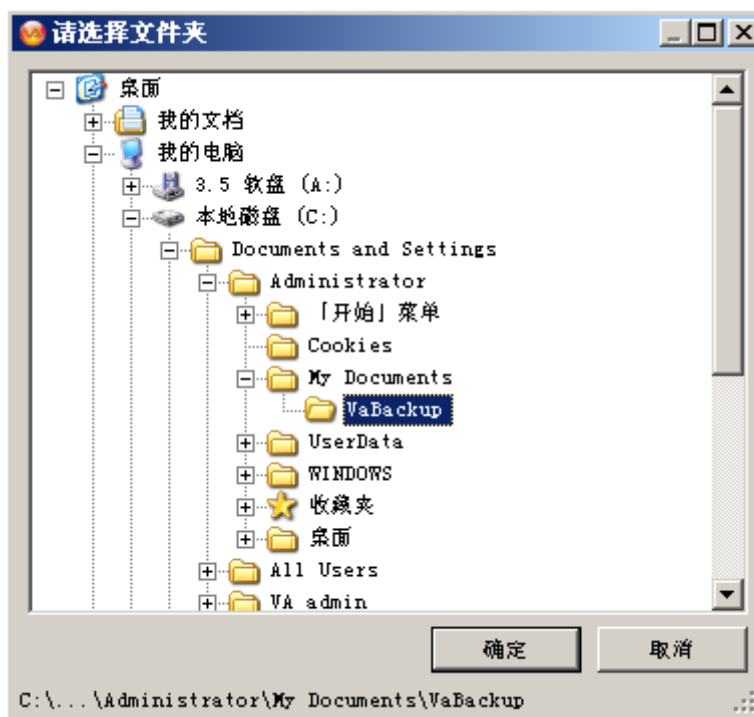 请选择文件夹
桌面
我的文档
我的电脑
3.5 软盘 (A:)
本地磁盘 (C:)
Documents and Settings
Administrator
「开始」菜单
Cookies
My Documents
VaBackup
UserData
WINDOWS
收藏夹
桌面
All Users
VA admin
确定 取消
C:\...\Administrator\My Documents\VaBackup